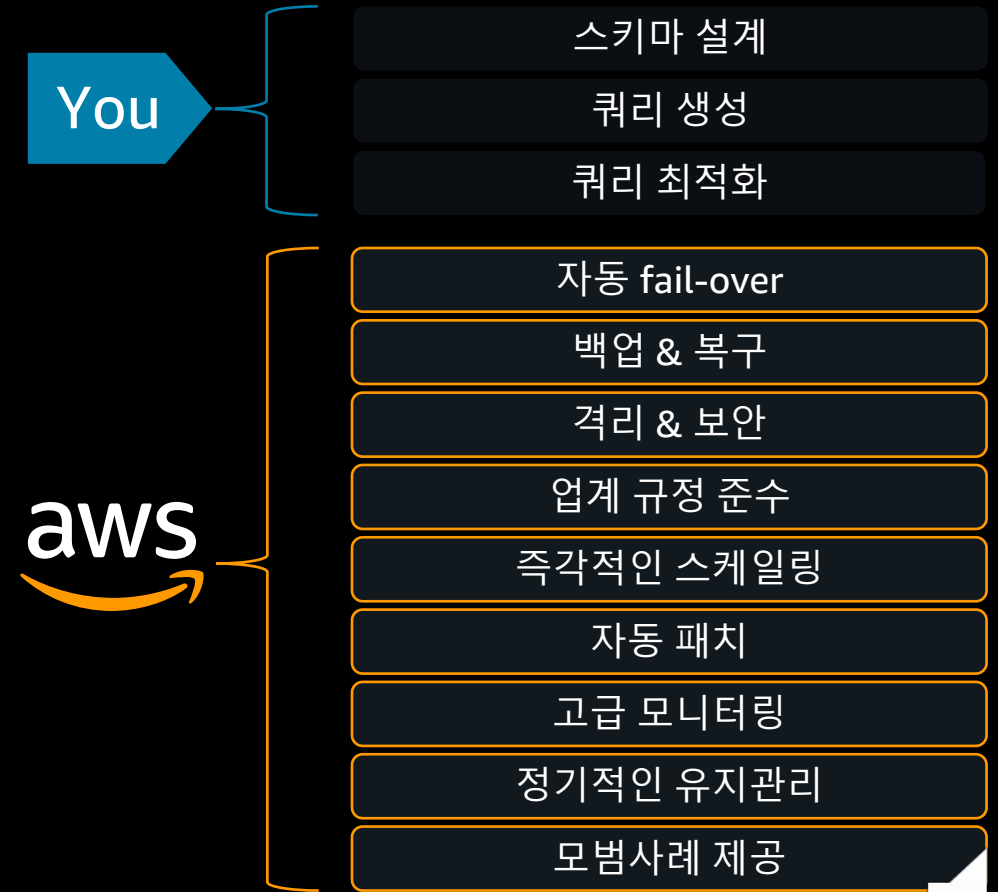 You
스키마 설계
쿼리 생성
쿼리 최적화
aws
자동 fail-over
백업 & 복구
격리 & 보안
업계 규정 준수
즉각적인 스케일링
자동 패치
고급 모니터링
정기적인 유지관리
모범사례 제공